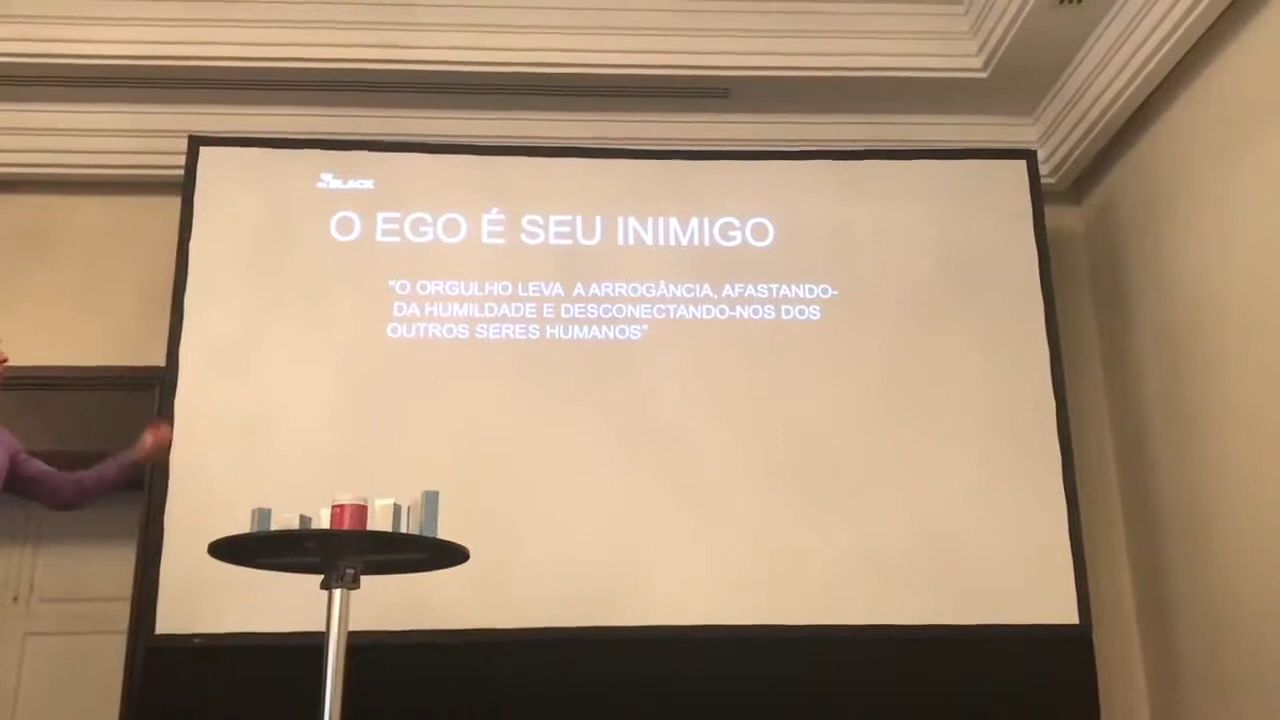 BLACK
O EGO É SEU INIMIGO
"O ORGULHO LEVA A ARROGÂNCIA, AFASTANDO-
DA HUMILDADE E DESCONECTANDO-NOS DOS
OUTROS SERES HUMANOS"